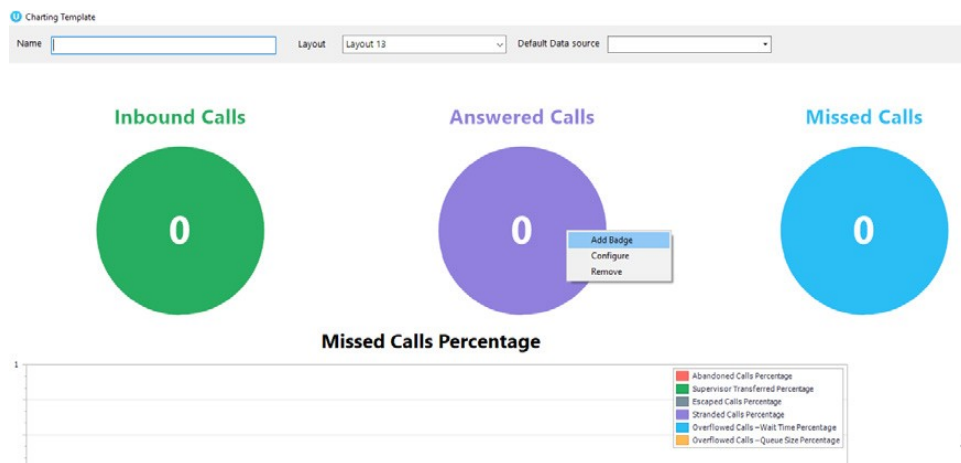 U Charting Template
Name Layout Layout 13 Default Data source
Inbound Calls Answered Calls Missed Calls
0 0 0
Add Badge
Configure
Remove
Missed Calls Percentage
1
Abandoned Calls Percentage
Supervisor Transferred Percentage
Escaped Calls Percentage
Stranded Calls Percentage
Overflowed Calls –Wait Time Percentage
Overflowed Calls –Queue Size Percentage